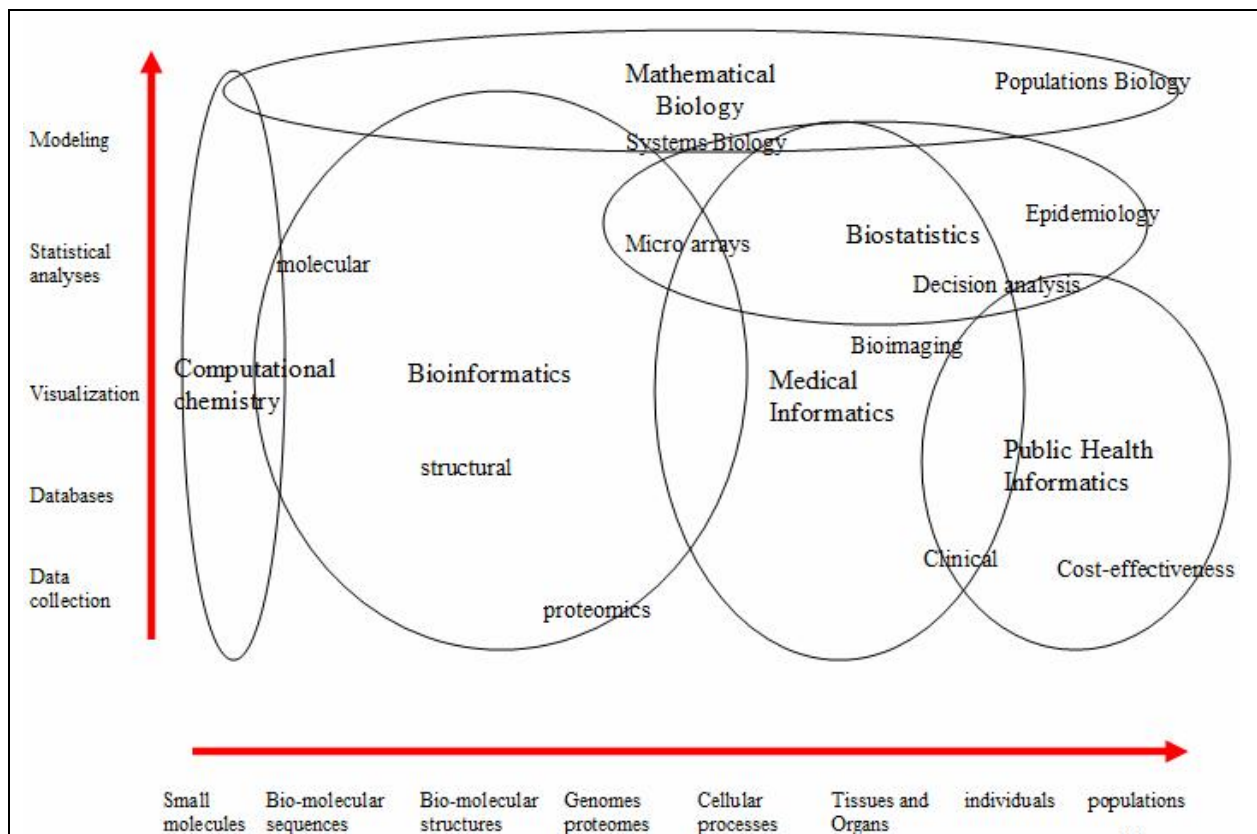 Mathematical
Biology
Populations Biology
Modeling
Systems Biology
Epidemiology
Statistical
analyses
Micro arrays
Biostatistics
molecular
Decision analysis
Bioimaging
Visualization
Computational
chemistry
Bioinformatics
Medical
Informatics
structural
Public Health
Informatics
Databases
Data
collection
Clinical
Cost-effectiveness
proteomics
Small
molecules
Bio-molecular
sequences
Bio-molecular
structures
Genomes
proteomes
Cellular
processes
Tissues and
Organs
individuals
populations